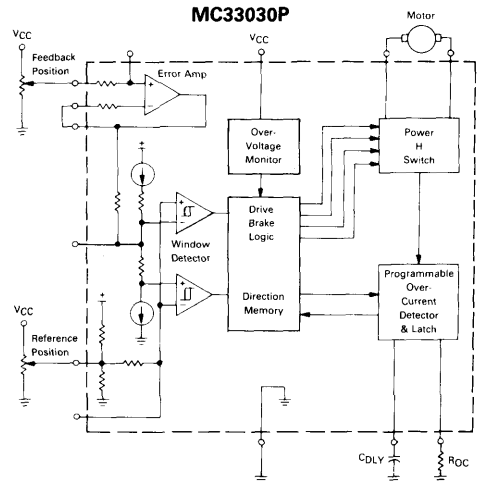 MC33030P
Motor
VCC
Feedback
Position
VCC
Error Amp
+
−
Over-
Voltage
Monitor
Power
H
Switch
+
+
−
Drive
Brake
Logic
Window
Detector
+
−
Direction
Memory
Programmable
Over-
Current
Detector
& Latch
VCC
Reference
Position
+
CDLY
ROC